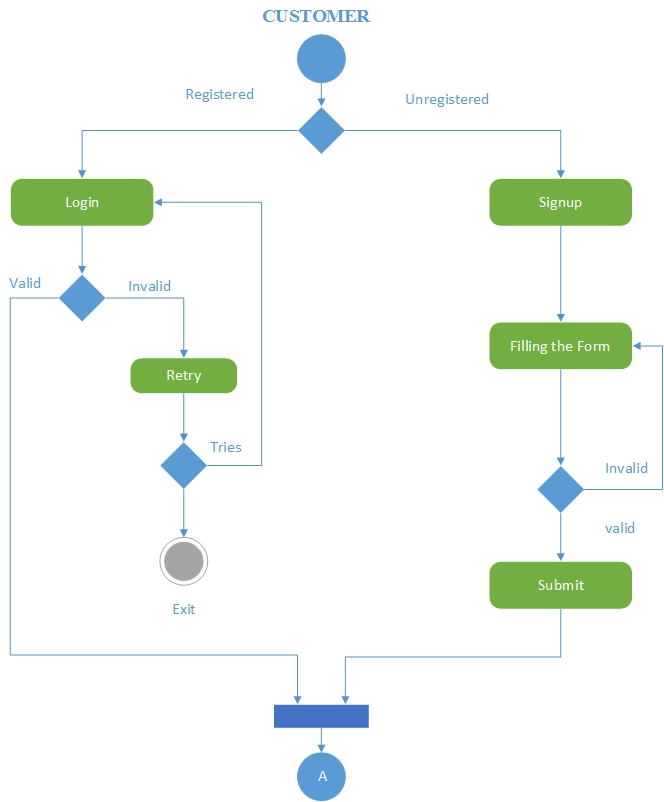 CUSTOMER
Registered
Unregistered
Login
Signup
Valid
Invalid
Filling the Form
Retry
Tries
Invalid
valid
Submit
Exit
A